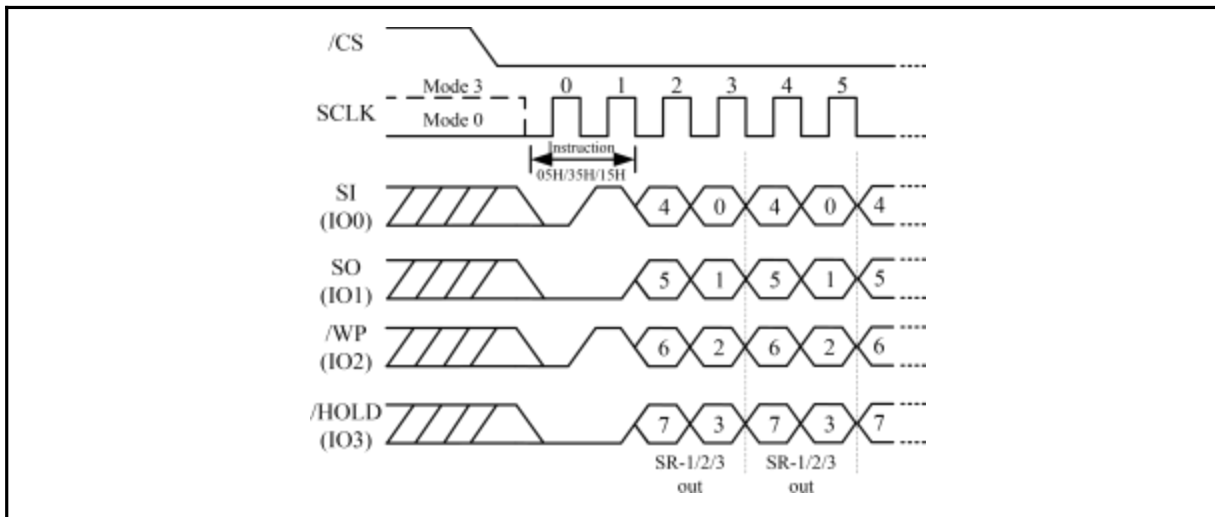 /CS
Mode 3
0 1 2 3 4 5
SCLK
Mode 0
Instruction
05H/35H/15H
SI
(IO0)
4 0 4 0 4
SO
(IO1)
5 1 5 1 5
/WP
(IO2)
6 2 6 2 6
/HOLD
(IO3)
7 3 7 3 7
SR-1/2/3 SR-1/2/3
out out